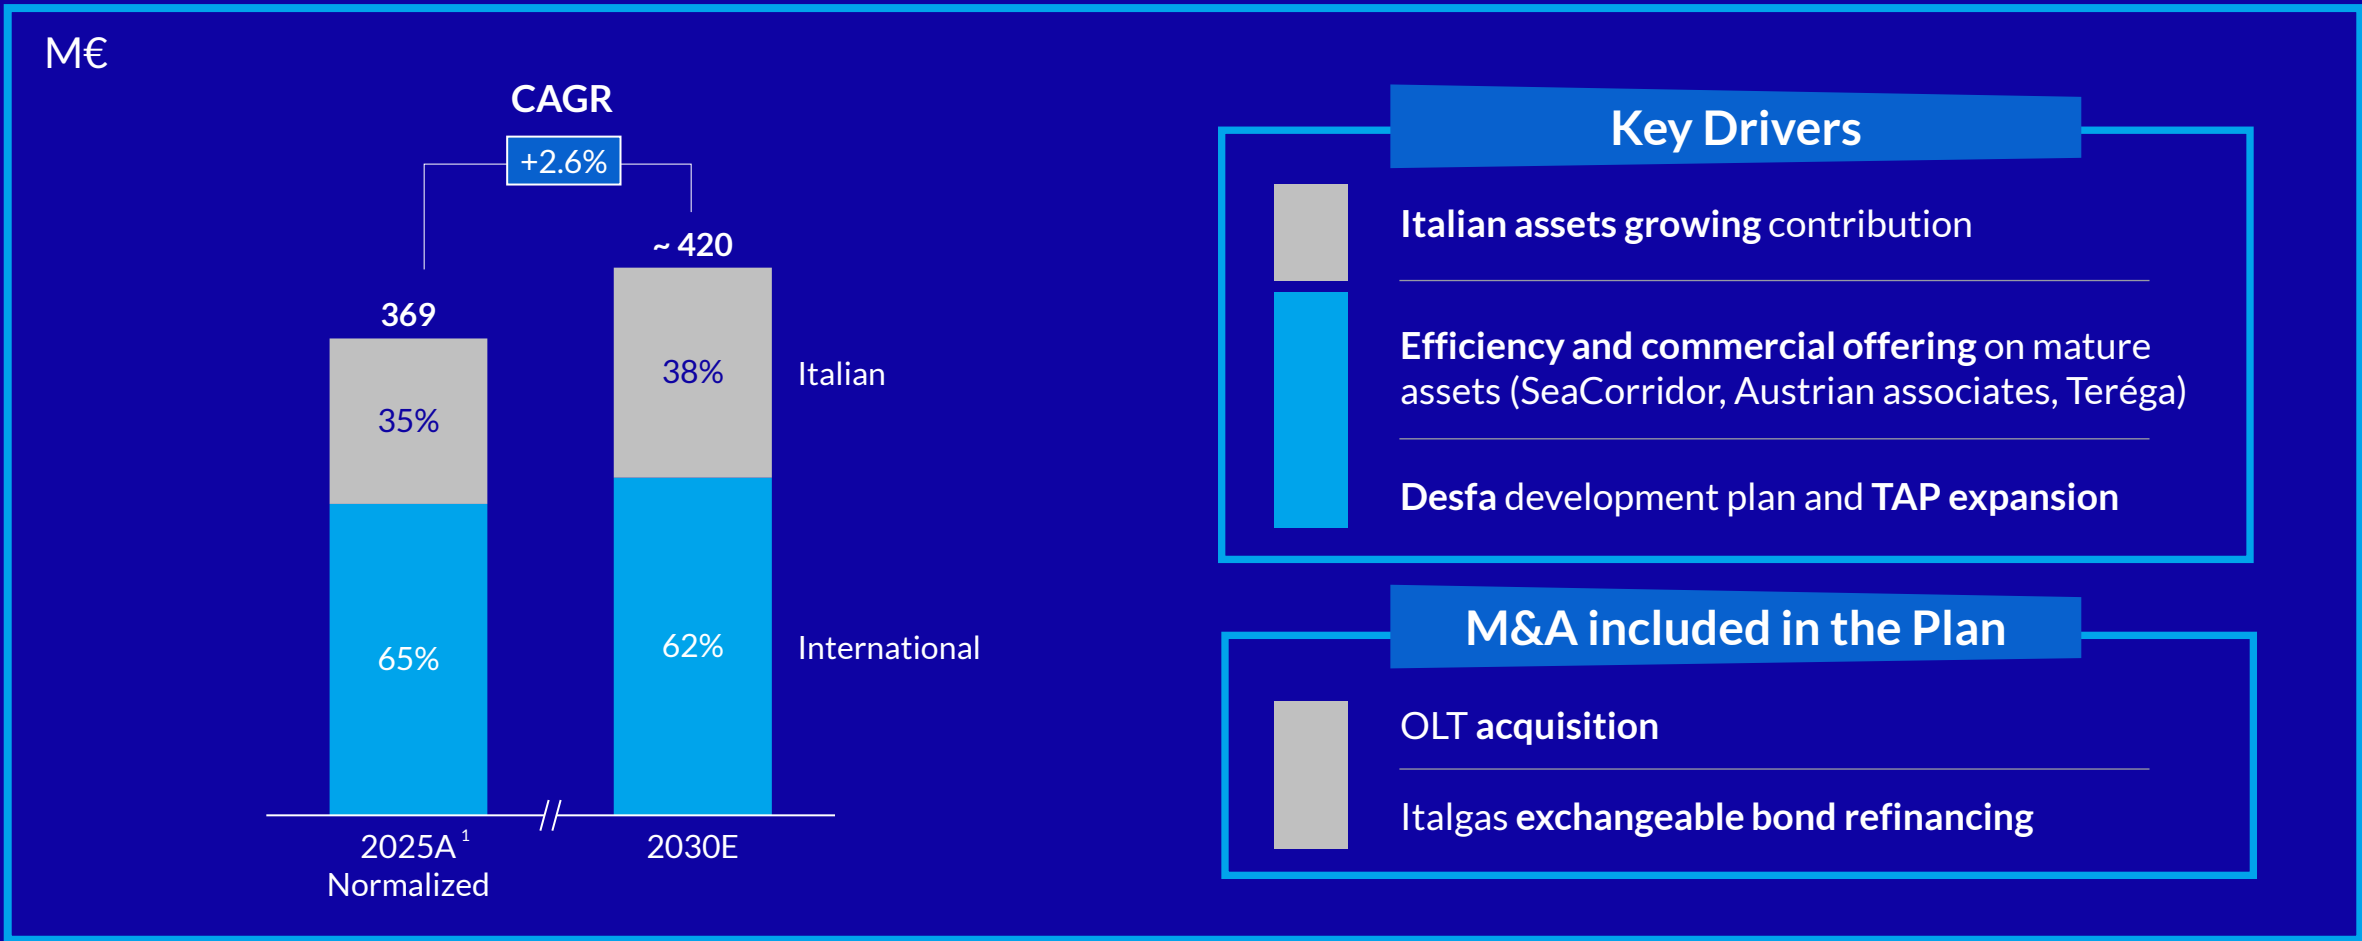 M€
CAGR
+2.6%
~ 420
369
38%
Italian
35%
62%
International
65%
2025A 1
Normalized
2030E
Key Drivers
Italian assets growing contribution
Efficiency and commercial offering on mature
assets (SeaCorridor, Austrian associates, Teréga)
Desfa development plan and TAP expansion
M&A included in the Plan
OLT acquisition
Italgas exchangeable bond refinancing